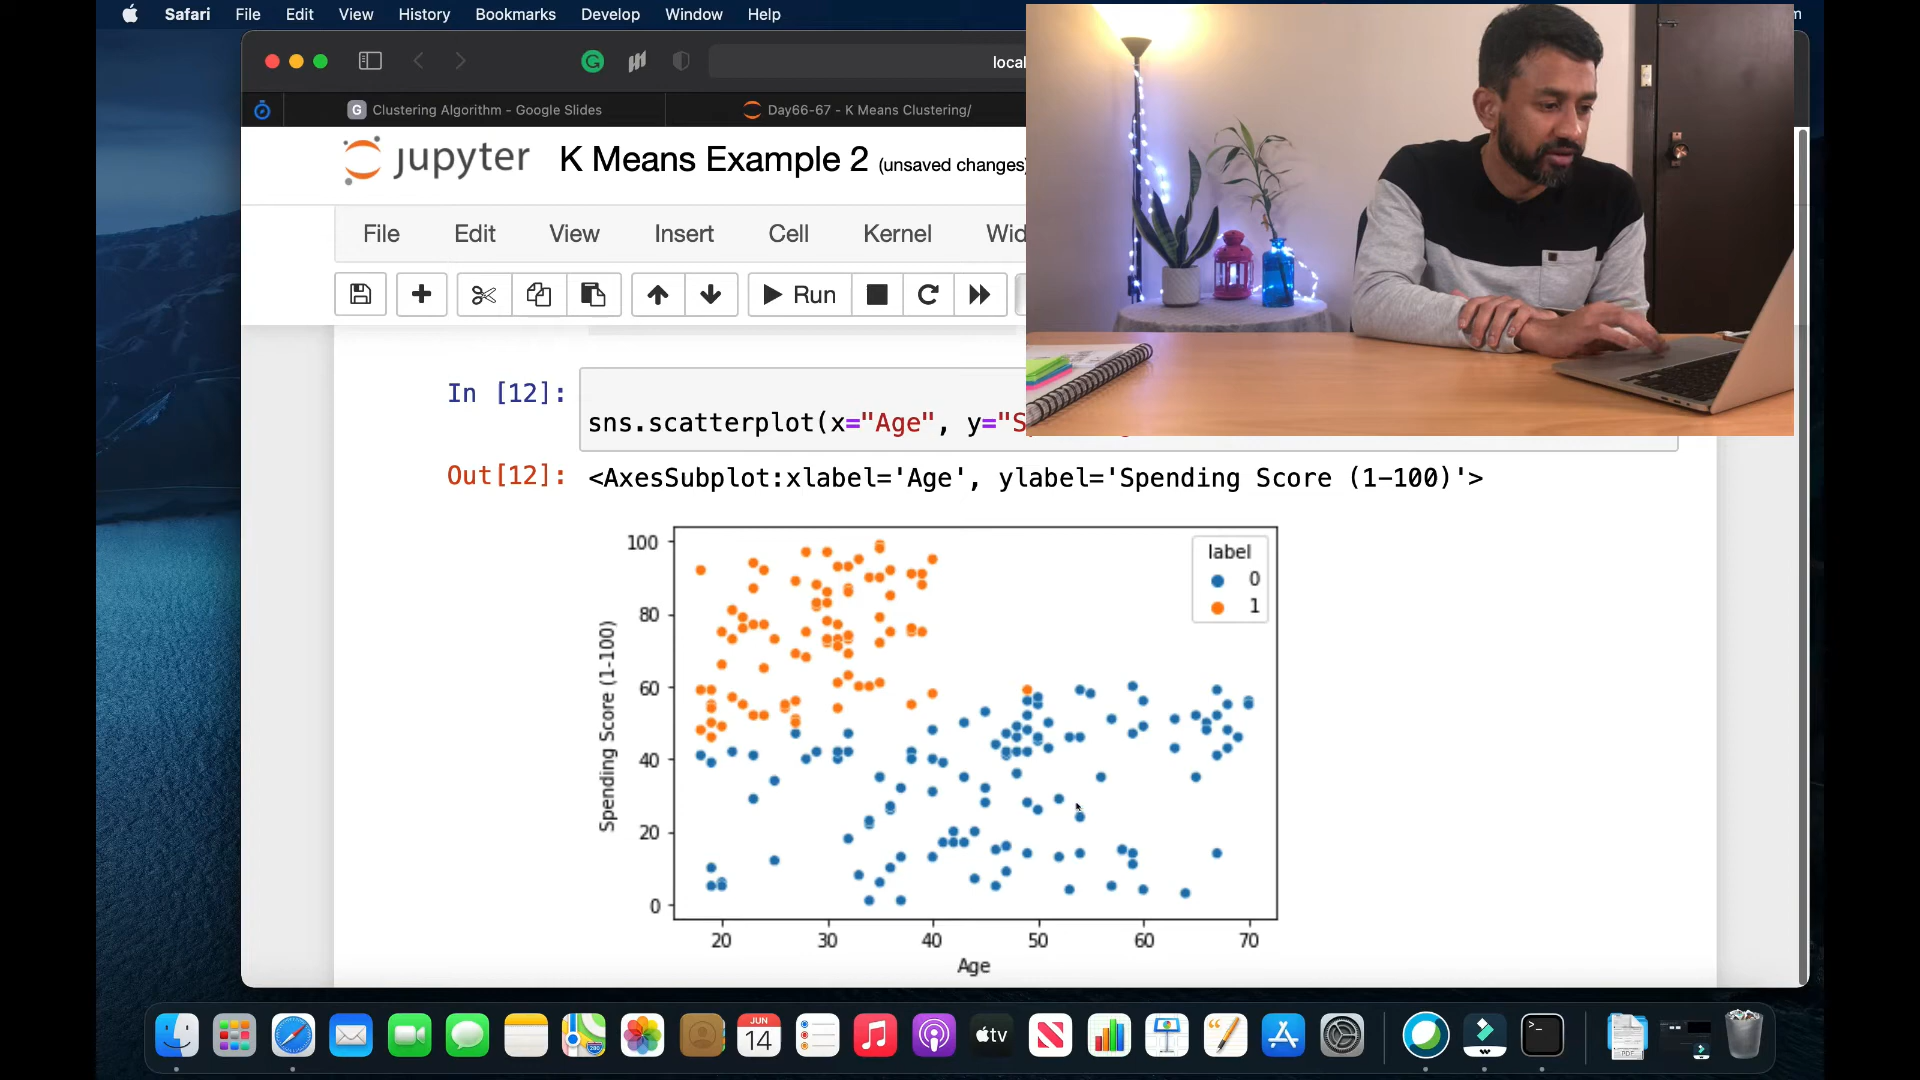 Safari File Edit View History Bookmarks Develop Window Help
local
G Clustering Algorithm - Google Slides
Day66-67 - K Means Clustering/
jupyter K Means Example 2 (unsaved changes)
File Edit View Insert Cell Kernel Wid
Run
In [12]:
sns.scatterplot(x="Age", y="S
Out[12]: <AxesSubplot:xlabel='Age', ylabel='Spending Score (1-100)'>
label
0
1
100
80
60
40
20
0
Spending Score (1-100)
20 30 40 50 60 70
Age
JUN
14
tv